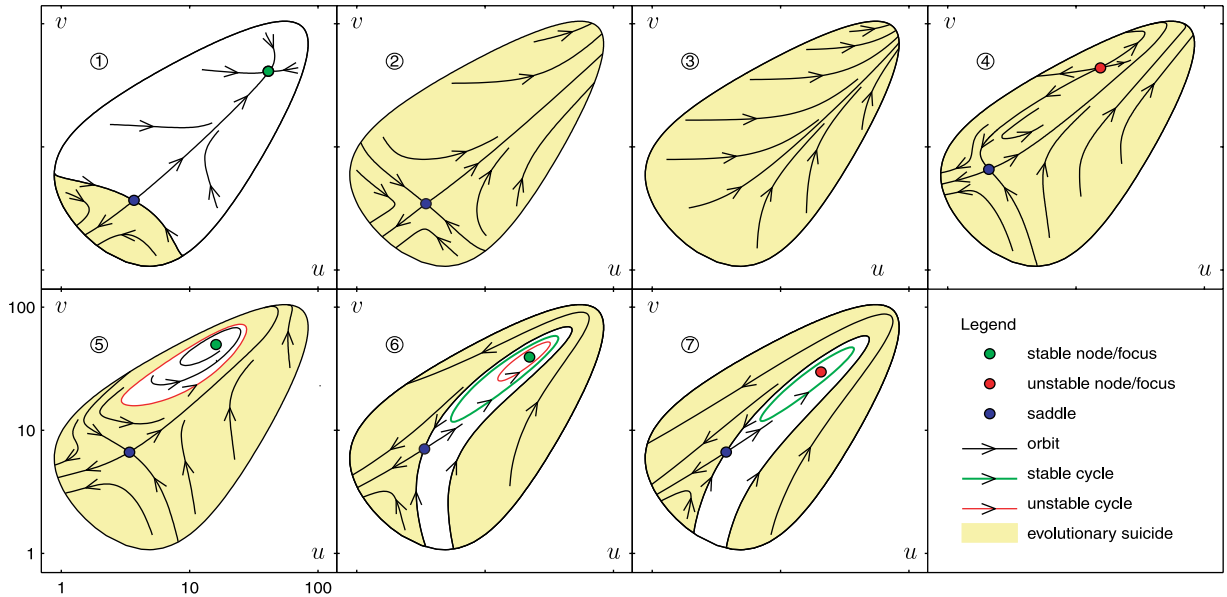 v
①
u
v
②
v
③
u
④
v
⑤
u
v
⑥
v
⑦
u
100
10
1
1
10
100
Legend
stable node/focus
unstable node/focus
saddle
orbit
stable cycle
unstable cycle
evolutionary suicide